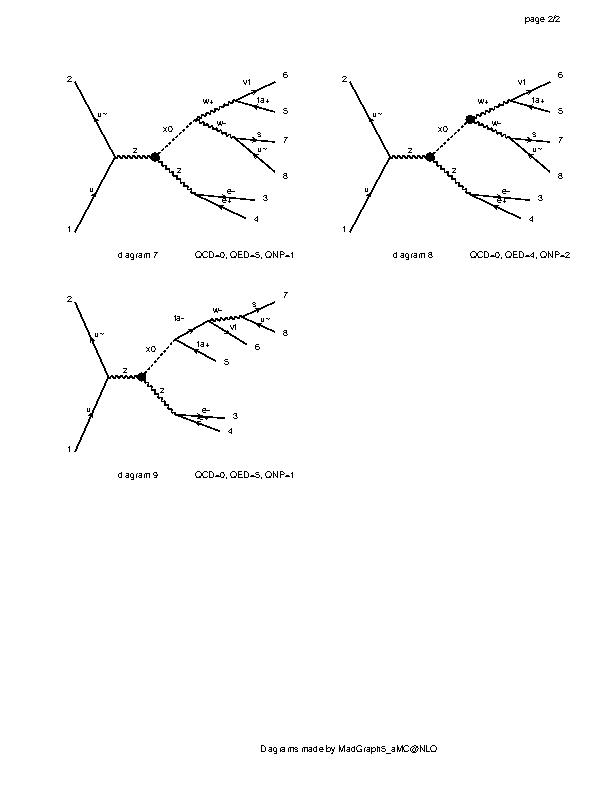 page 2/2
2
u~
u
1
z
x0
w+
vt
6
ta+
5
w-
s
7
u~
8
z
e-
e+
3
4
diagram 7 QCD=0, QED=5, QNP=1
2
u~
u
1
z
x0
w+
vt
6
ta+
5
w-
s
7
u~
8
z
e-
e+
3
4
diagram 8 QCD=0, QED=4, QNP=2
2
u~
u
1
z
x0
ta-
w-
s
7
u~
8
vt
6
ta+
5
z
e-
3
4
diagram 9 QCD=0, QED=5, QNP=1
Diagrams made by MadGraph5_aMC@NLO